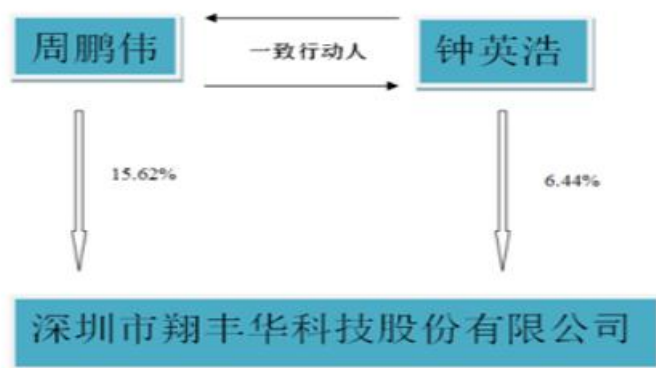 周鹏伟
一致行动人
钟英浩
15.62%
6.44%
深圳市翔丰华科技股份有限公司